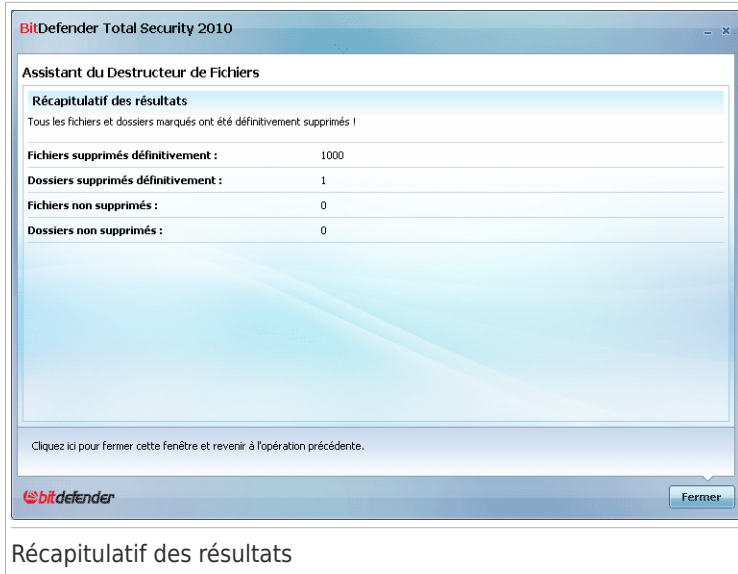 BitDefender Total Security 2010
Assistant du Destructeur de Fichiers
Récapitulatif des résultats
Tous les fichiers et dossiers marqués ont été définitivement supprimés !
Fichiers supprimés définitivement : 1000
Dossiers supprimés définitivement : 1
Fichiers non supprimés : 0
Dossiers non supprimés : 0
Cliquez ici pour fermer cette fenêtre et revenir à l'opération précédente.
bitdefender
Fermer
Récapitulatif des résultats